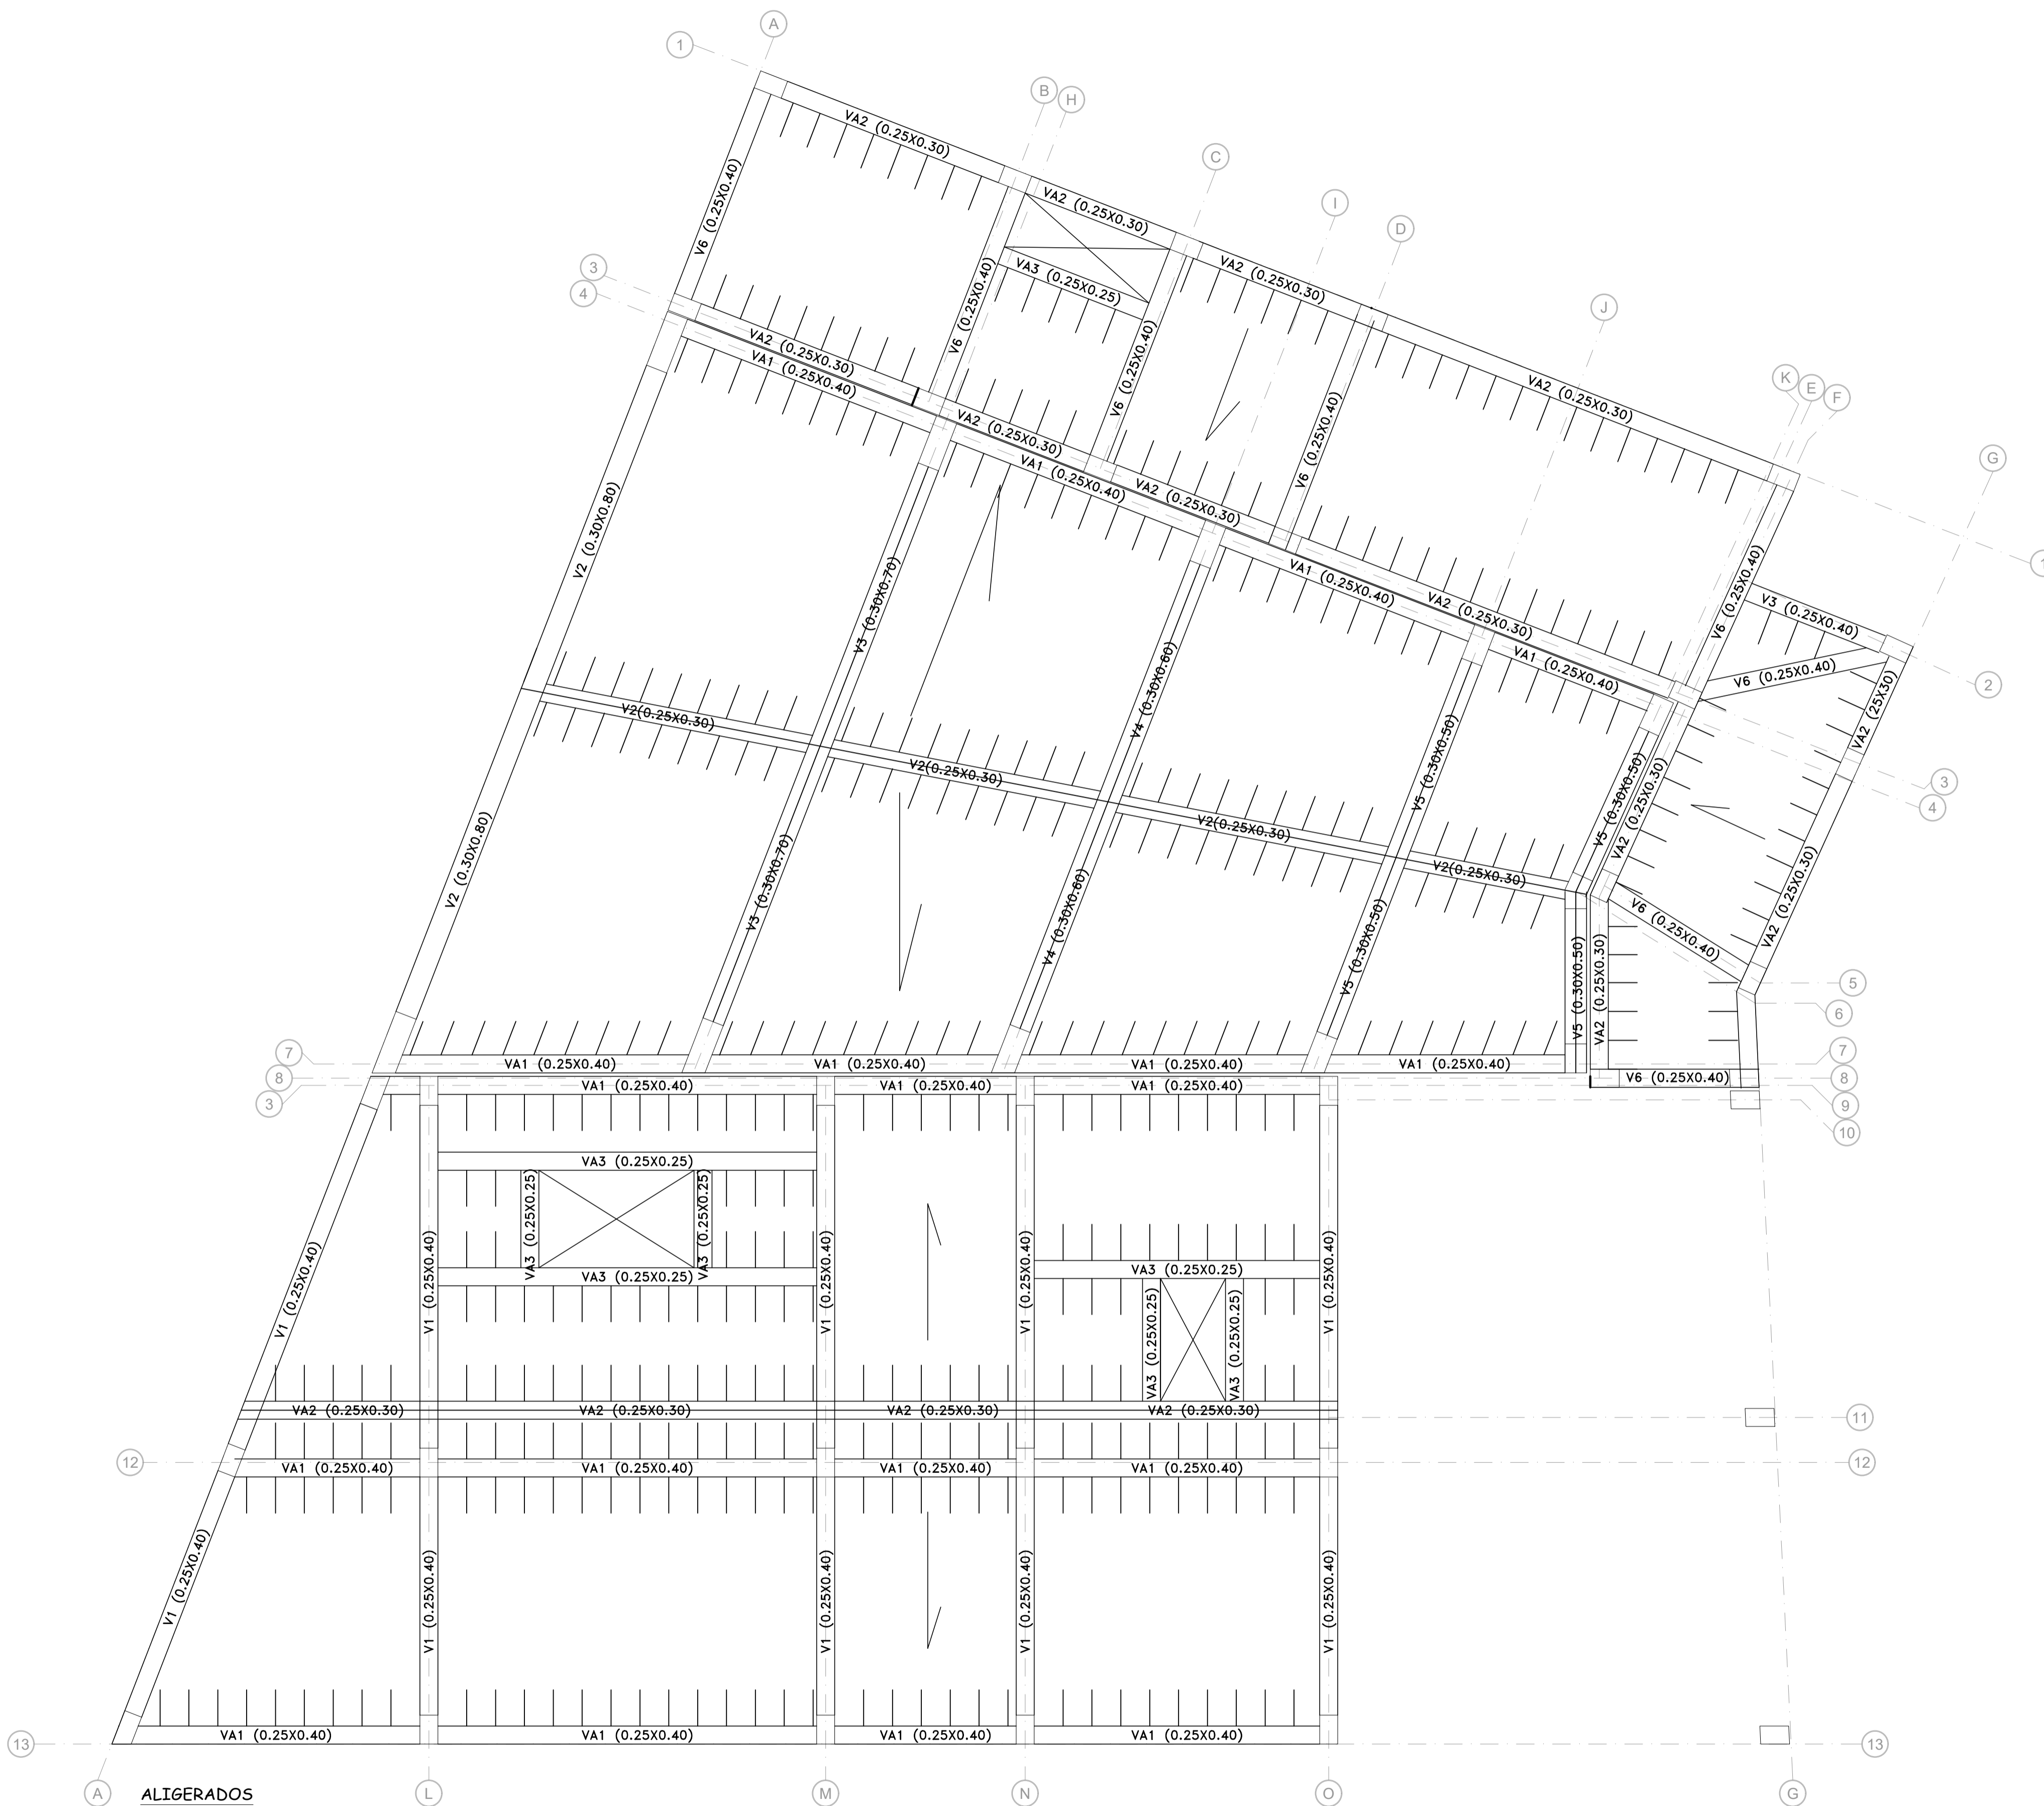 A
1
B
H
C
I
D
J
K
E
F
G
1
2
3
4
3
4
VA2 (0.25X0.30)
VA2 (0.25X0.30)
VA2 (0.25X0.30)
VA2 (0.25X0.30)
V6 (0.25X0.40)
V6 (0.25X0.40)
VA3 (0.25X0.25)
V6 (0.25X0.40)
V6 (0.25X0.40)
V6 (0.25X0.40)
V3 (0.25X0.40)
V6 (0.25X0.40)
VA2 (25X30)
VA2 (0.25X0.30)
VA2 (0.25X0.30)
VA2 (0.25X0.30)
VA2 (0.25X0.30)
VA1 (0.25X0.40)
VA1 (0.25X0.40)
VA1 (0.25X0.40)
VA1 (0.25X0.40)
V2 (0.30X0.80)
V3 (0.30X0.70)
V4 (0.30X0.60)
V5 (0.30X0.50)
V5 (0.30X0.50)
VA2 (0.25X0.30)
VA2 (0.25X0.30)
V2(0.25X0.30)
V2(0.25X0.30)
V2(0.25X0.30)
V2(0.25X0.30)
V2 (0.30X0.80)
V3 (0.30X0.70)
V4 (0.30X0.60)
V5 (0.30X0.50)
V5 (0.30X0.50)
VA2 (0.25X0.30)
V6 (0.25X0.40)
5
6
7
8
9
10
7
8
3
VA1 (0.25X0.40)
VA1 (0.25X0.40)
VA1 (0.25X0.40)
VA1 (0.25X0.40)
V6 (0.25X0.40)
VA1 (0.25X0.40)
VA1 (0.25X0.40)
VA1 (0.25X0.40)
VA3 (0.25X0.25)
VA3 (0.25X0.25)
VA3 (0.25X0.25)
VA3 (0.25X0.25)
VA3 (0.25X0.25)
VA3 (0.25X0.25)
VA3 (0.25X0.25)
V1 (0.25X0.40)
V1 (0.25X0.40)
V1 (0.25X0.40)
V1 (0.25X0.40)
V1 (0.25X0.40)
VA2 (0.25X0.30)
VA2 (0.25X0.30)
VA2 (0.25X0.30)
VA2 (0.25X0.30)
11
12
VA1 (0.25X0.40)
VA1 (0.25X0.40)
VA1 (0.25X0.40)
VA1 (0.25X0.40)
12
V1 (0.25X0.40)
V1 (0.25X0.40)
V1 (0.25X0.40)
V1 (0.25X0.40)
V1 (0.25X0.40)
13
VA1 (0.25X0.40)
VA1 (0.25X0.40)
VA1 (0.25X0.40)
VA1 (0.25X0.40)
13
A
L
M
N
O
G
ALIGERADOS